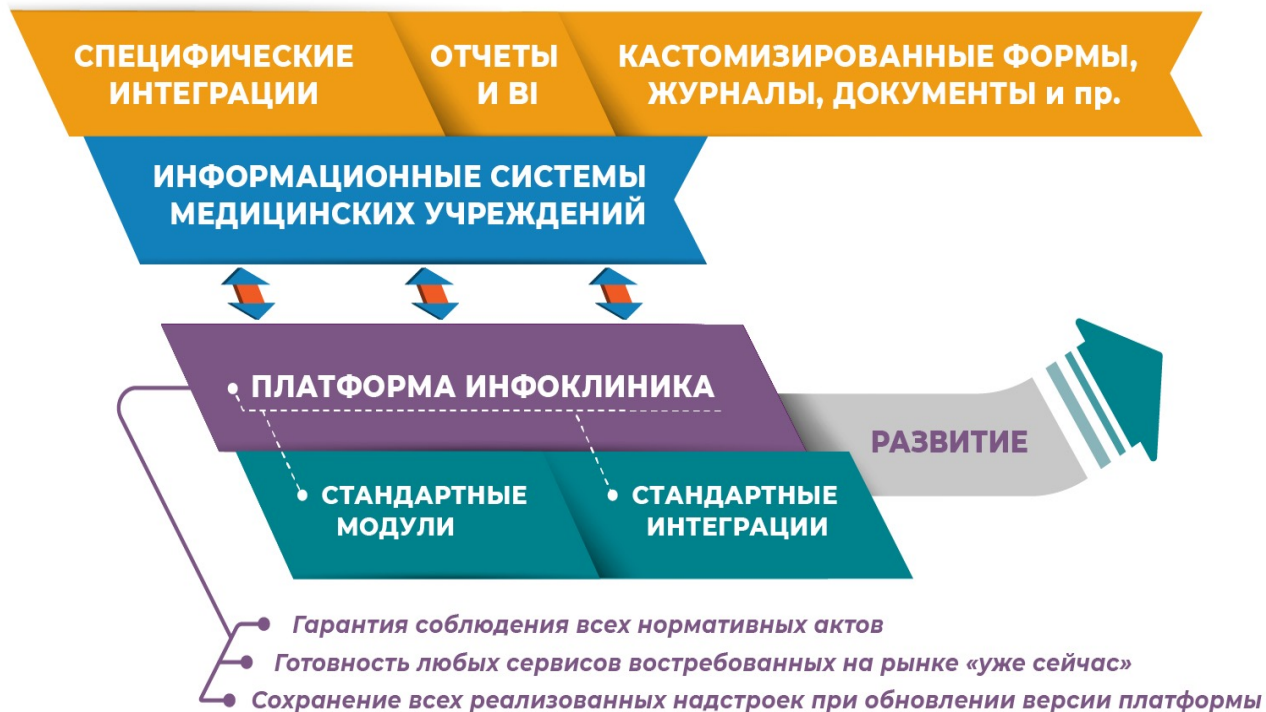 СПЕЦИФИЧЕСКИЕ
ИНТЕГРАЦИИ
ОТЧЕТЫ
И BI
КАСТОМИЗИРОВАННЫЕ ФОРМЫ,
ЖУРНАЛЫ, ДОКУМЕНТЫ и пр.
ИНФОРМАЦИОННЫЕ СИСТЕМЫ
МЕДИЦИНСКИХ УЧРЕЖДЕНИЙ
ПЛАТФОРМА ИНФОКЛИНИКА
РАЗВИТИЕ
СТАНДАРТНЫЕ
МОДУЛИ
СТАНДАРТНЫЕ
ИНТЕГРАЦИИ
Гарантия соблюдения всех нормативных актов
Готовность любых сервисов востребованных на рынке «уже сейчас»
Сохранение всех реализованных надстроек при обновлении версии платформы